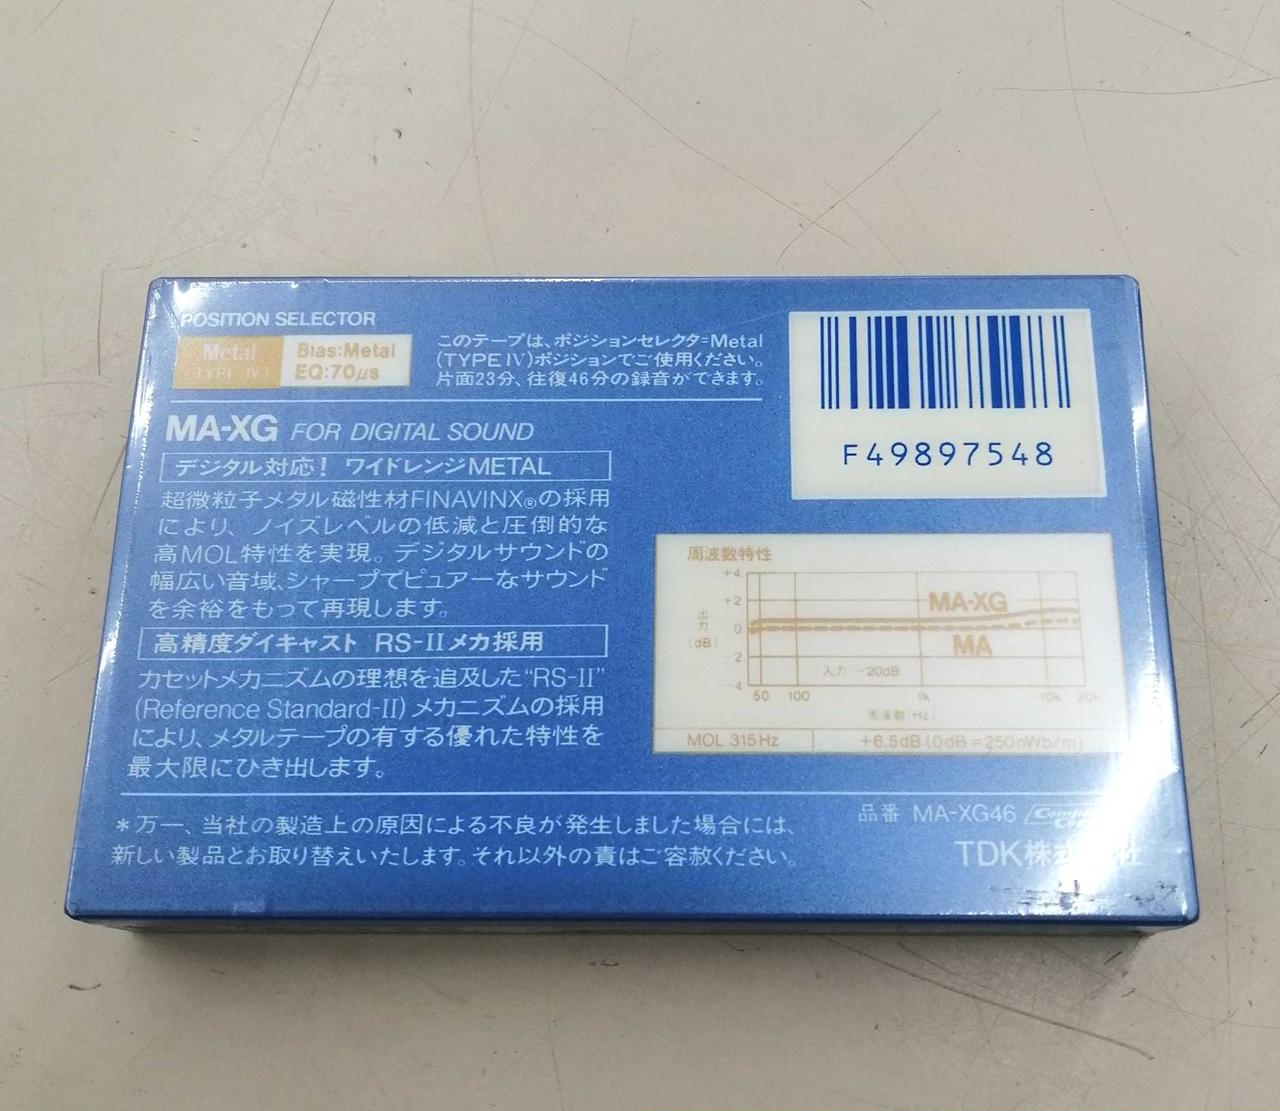 POSITION SELECTOR
Metal
(TYPE IV)
Bias:Metal
EQ:70μs
このテープは、ポジションセレクタ=Metal
(TYPE IV)ポジションでご使用ください。
片面23分、往復46分の録音ができます。
F49897548
MA-XG FOR DIGITAL SOUND
デジタル対応! ワイドレンジMETAL
超微粒子メタル磁性材FINAVINX®の採用
により、ノイズレベルの低減と圧倒的な
高MOL特性を実現。デジタルサウンドの
幅広い音域、シャープでピュアーなサウンド
を余裕をもって再現します。
高精度ダイキャスト RS-IIメカ採用
カセットメカニズムの理想を追及した“RS-II”
(Reference Standard-II)メカニズムの採用
により、メタルテープの有する優れた特性を
最大限にひき出します。
周波数特性
+4
+2
0
2
4
出力
(dB)
MA-XG
MA
入力:-20dB
50 100 1k 10k 20k
周波数(Hz)
MOL 315Hz +6.5dB(0dB=250nWb/m)
*万一、当社の製造上の原因による不良が発生しました場合には、
新しい製品とお取り替えいたします。それ以外の責はご容赦ください。
品番 MA-XG46
TDK株式会社